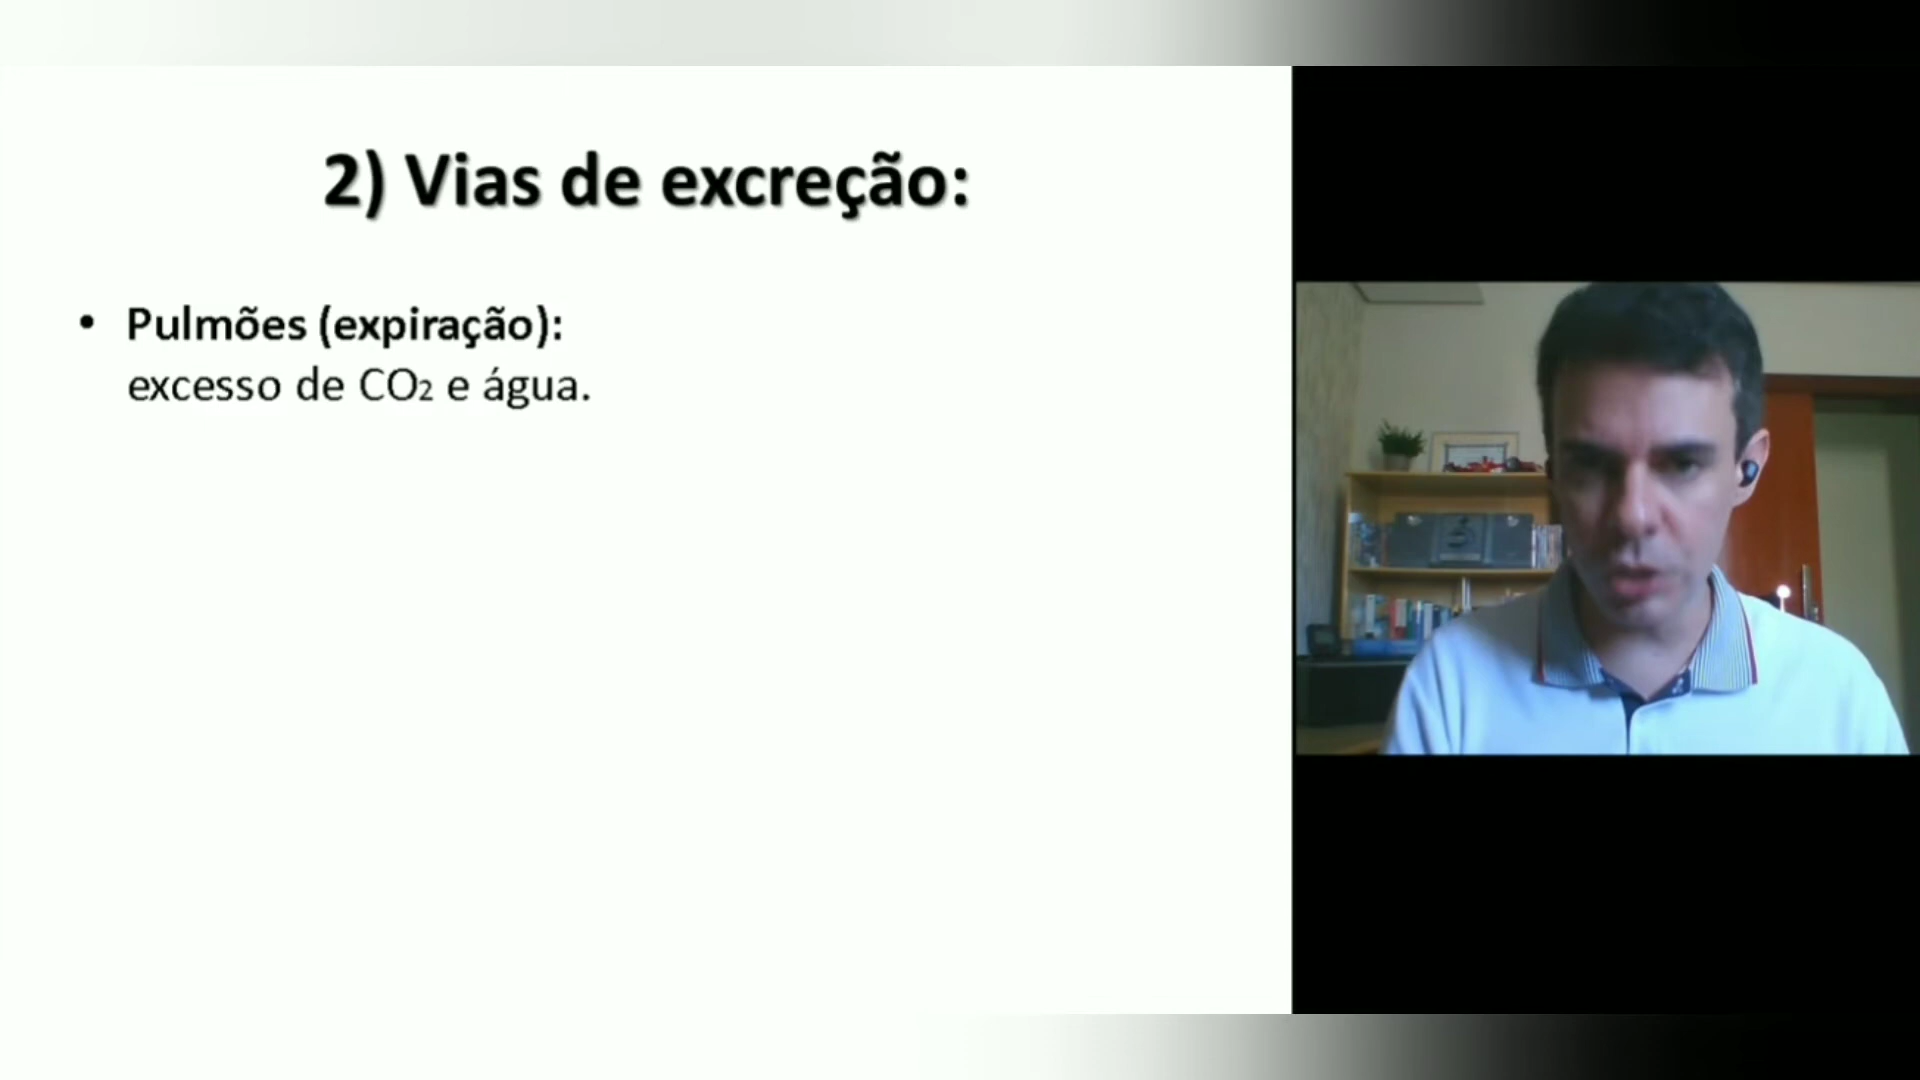 2) Vias de excreção:
• Pulmões (expiração):
excesso de CO₂ e água.